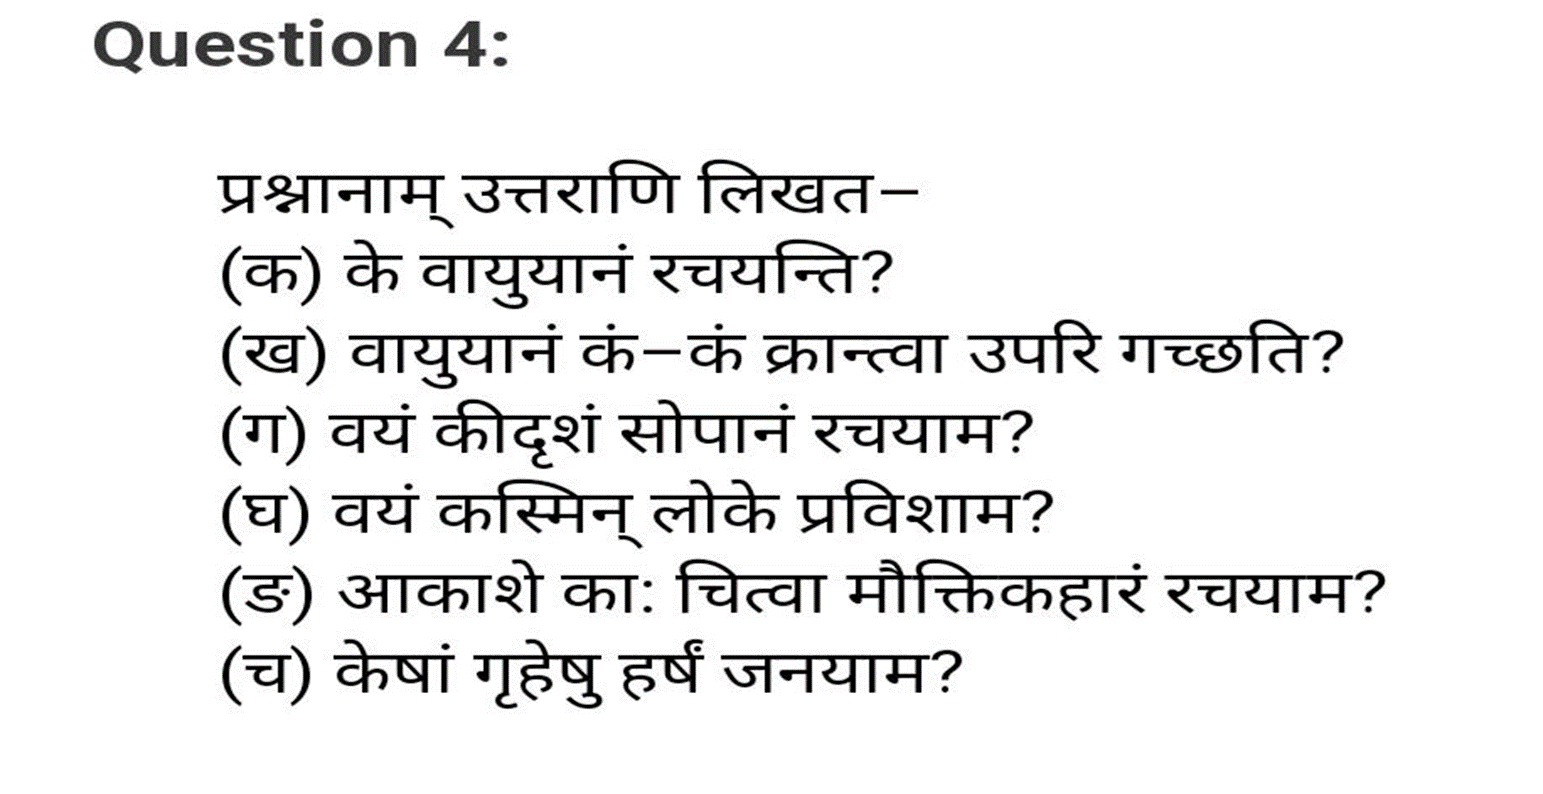 Question 4:
प्रश्नानाम् उत्तराणि लिखत–
(क) के वायुयानं रचयन्ति?
(ख) वायुयानं कं–कं क्रान्त्वा उपरि गच्छति?
(ग) वयं कीदृशं सोपानं रचयाम?
(घ) वयं कस्मिन् लोके प्रविशाम?
(ङ) आकाशे का: चित्वा मौक्तिकहारं रचयाम?
(च) केषां गृहेषु हर्षं जनयाम?